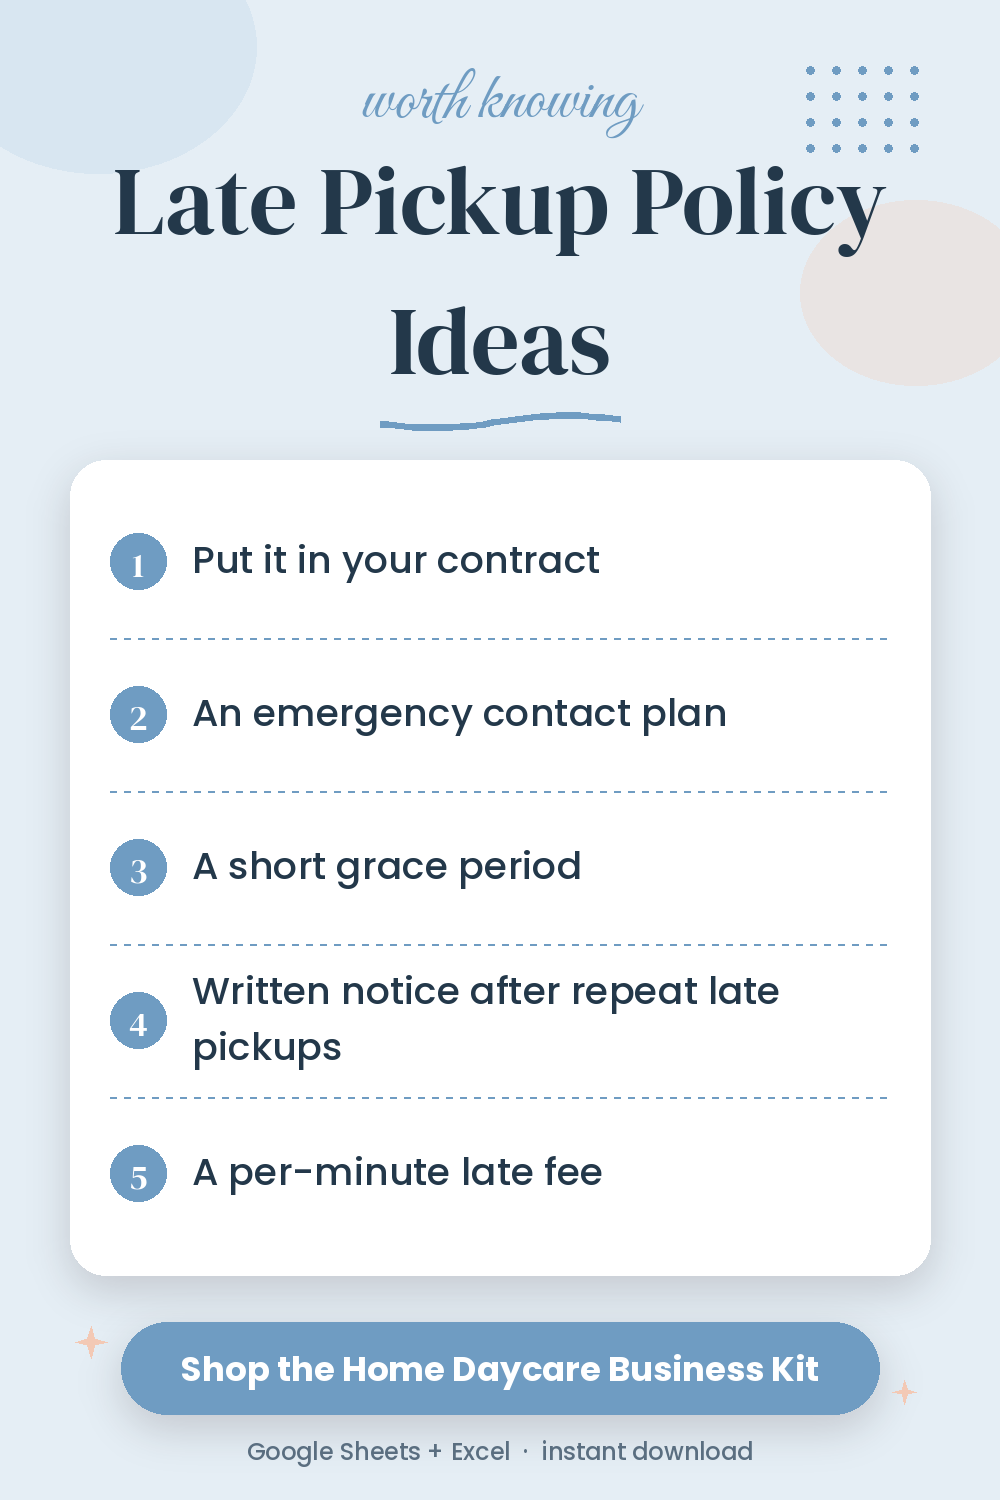 worth knowing
Late Pickup Policy
Ideas
1 Put it in your contract
2 An emergency contact plan
3 A short grace period
4 Written notice after repeat late
pickups
5 A per-minute late fee
Shop the Home Daycare Business Kit
Google Sheets + Excel · instant download